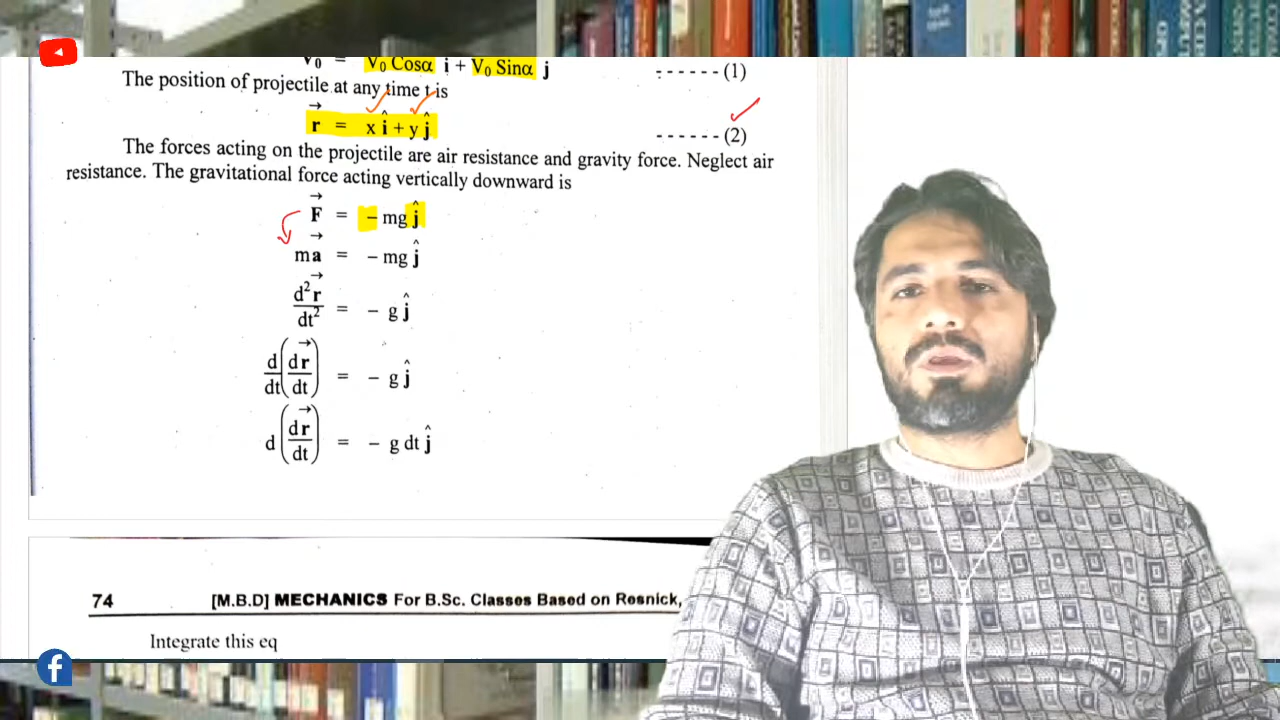 V₀ = V₀ Cosα i + V₀ Sinα j ------ (1)
The position of projectile at any time t is
r⃗ = x î + y ĵ ------ (2)
The forces acting on the projectile are air resistance and gravity force. Neglect air
resistance. The gravitational force acting vertically downward is
F⃗ = – mg ĵ
ma⃗ = – mg ĵ
d²r⃗/dt² = – g ĵ
d/dt (dr⃗/dt) = – g ĵ
d (dr⃗/dt) = – g dt ĵ
74 [M.B.D] MECHANICS For B.Sc. Classes Based on Resnick,
Integrate this eq